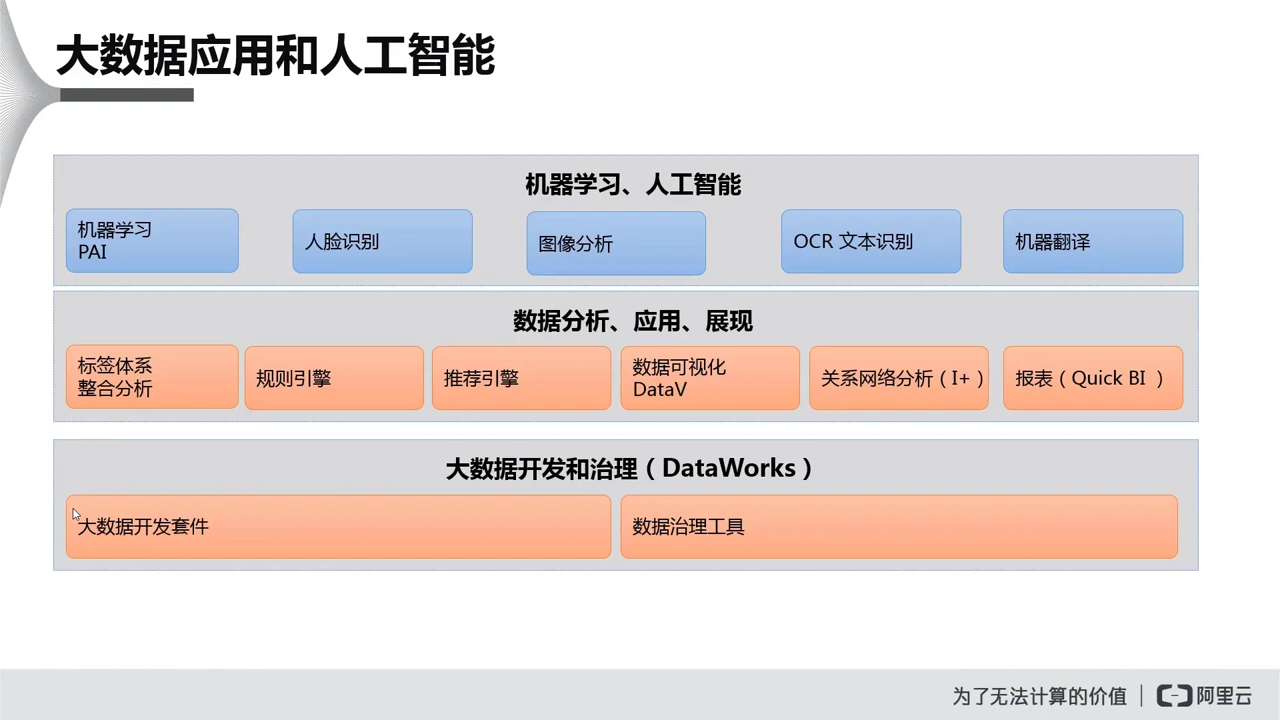 大数据应用和人工智能
机器学习、人工智能
机器学习
PAI
人脸识别
图像分析
OCR 文本识别
机器翻译
数据分析、应用、展现
标签体系
整合分析
规则引擎
推荐引擎
数据可视化
DataV
关系网络分析（I+）
报表（Quick BI ）
大数据开发和治理（DataWorks）
大数据开发套件
数据治理工具
为了无法计算的价值
阿里云